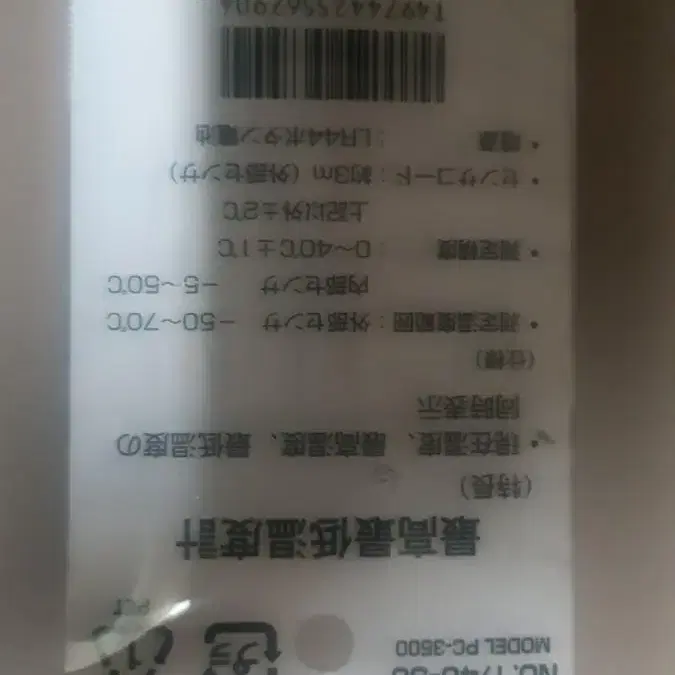 MODEL PC-3500
プラ
PET
最高最低温度計
（特長）
・現在温度、最高温度、最低温度の
同時表示
（仕様）
・測定温度範囲：外部センサ -50～70℃
内部センサ -5～50℃
・測定精度：0～40℃±1℃
上記以外±2℃
・センサコード：約3m（外部センサ）
・電源：LR44ボタン電池